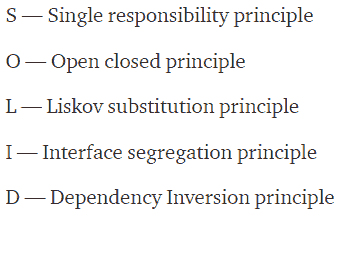 S — Single responsibility principle
O — Open closed principle
L — Liskov substitution principle
I — Interface segregation principle
D — Dependency Inversion principle